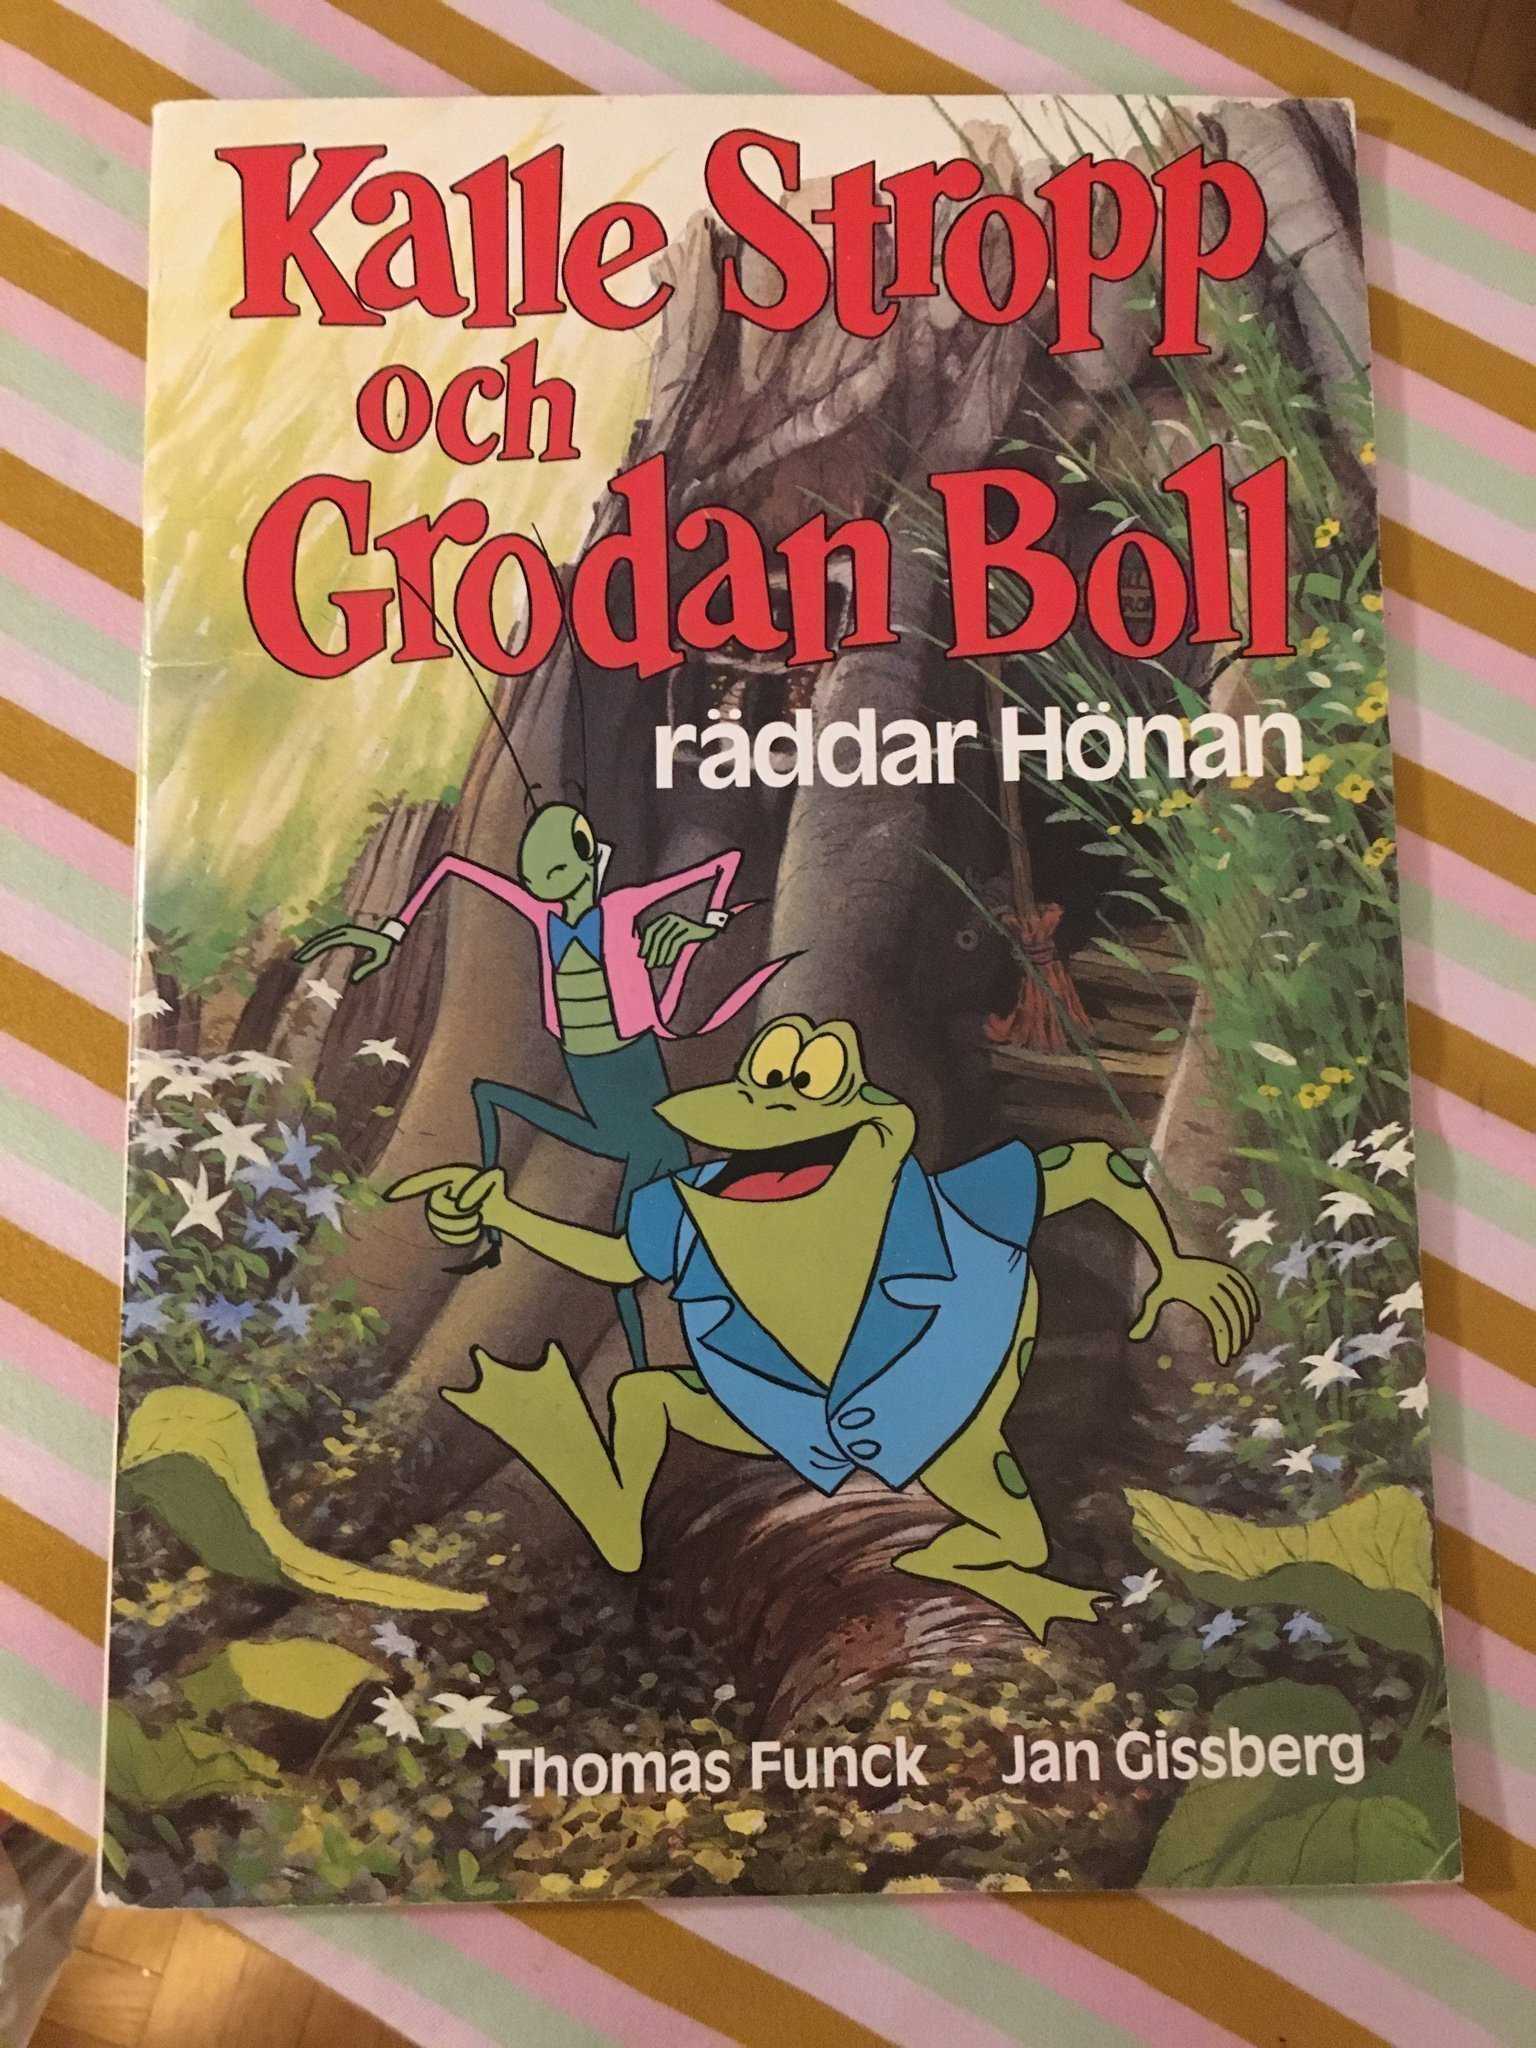 Kalle Stropp
och
Grodan Boll
räddar Hönan
Thomas Funck Jan Gissberg